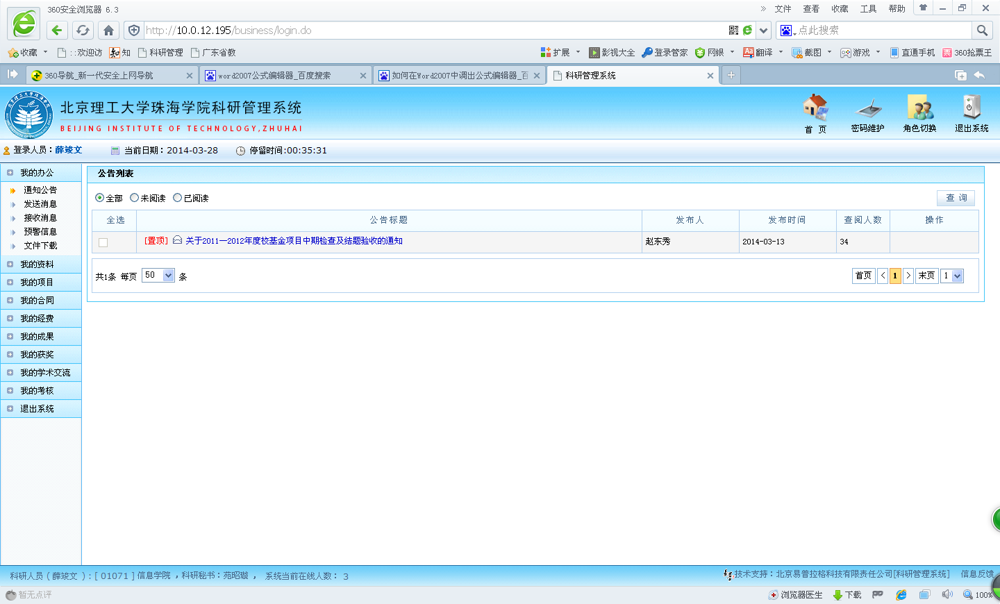 360安全浏览器 6.3
» 文件 查看 收藏 工具 帮助
http://10.0.12.195/business/login.do
点此搜索
收藏 ::欢迎访 知 科研管理 广东省教
扩展 影视大全 登录管家 网银 翻译 截图 游戏 直通手机 360抢票王
360导航_新一代安全上网导航
word2007公式编辑器_百度搜索
如何在Word2007中调出公式编辑器_百
科研管理系统
北京理工大学珠海学院科研管理系统
BEIJING INSTITUTE OF TECHNOLOGY,ZHUHAI
首 页 密码维护 角色切换 退出系统
登录人员：薛竣文 当前日期：2014-03-28 停留时间:00:35:31
我的办公
通知公告
发送消息
接收消息
预警信息
文件下载
我的资料
我的项目
我的合同
我的经费
我的成果
我的获奖
我的学术交流
我的考核
退出系统
公告列表
全部 未阅读 已阅读 查 询
全选 公告标题 发布人 发布时间 查阅人数 操作
[置顶] 关于2011—2012年度校基金项目中期检查及结题验收的通知 赵东秀 2014-03-13 34
共1条 每页 50 条 首页 < 1 > 末页 1
科研人员 ( 薛竣文 ) : [ 01071 ] 信息学院 ，科研秘书：苑昭璇 ， 系统当前在线人数： 3
技术支持：北京易普拉格科技有限责任公司[科研管理系统] 信息反馈
暂无点评
浏览器医生 下载 100%